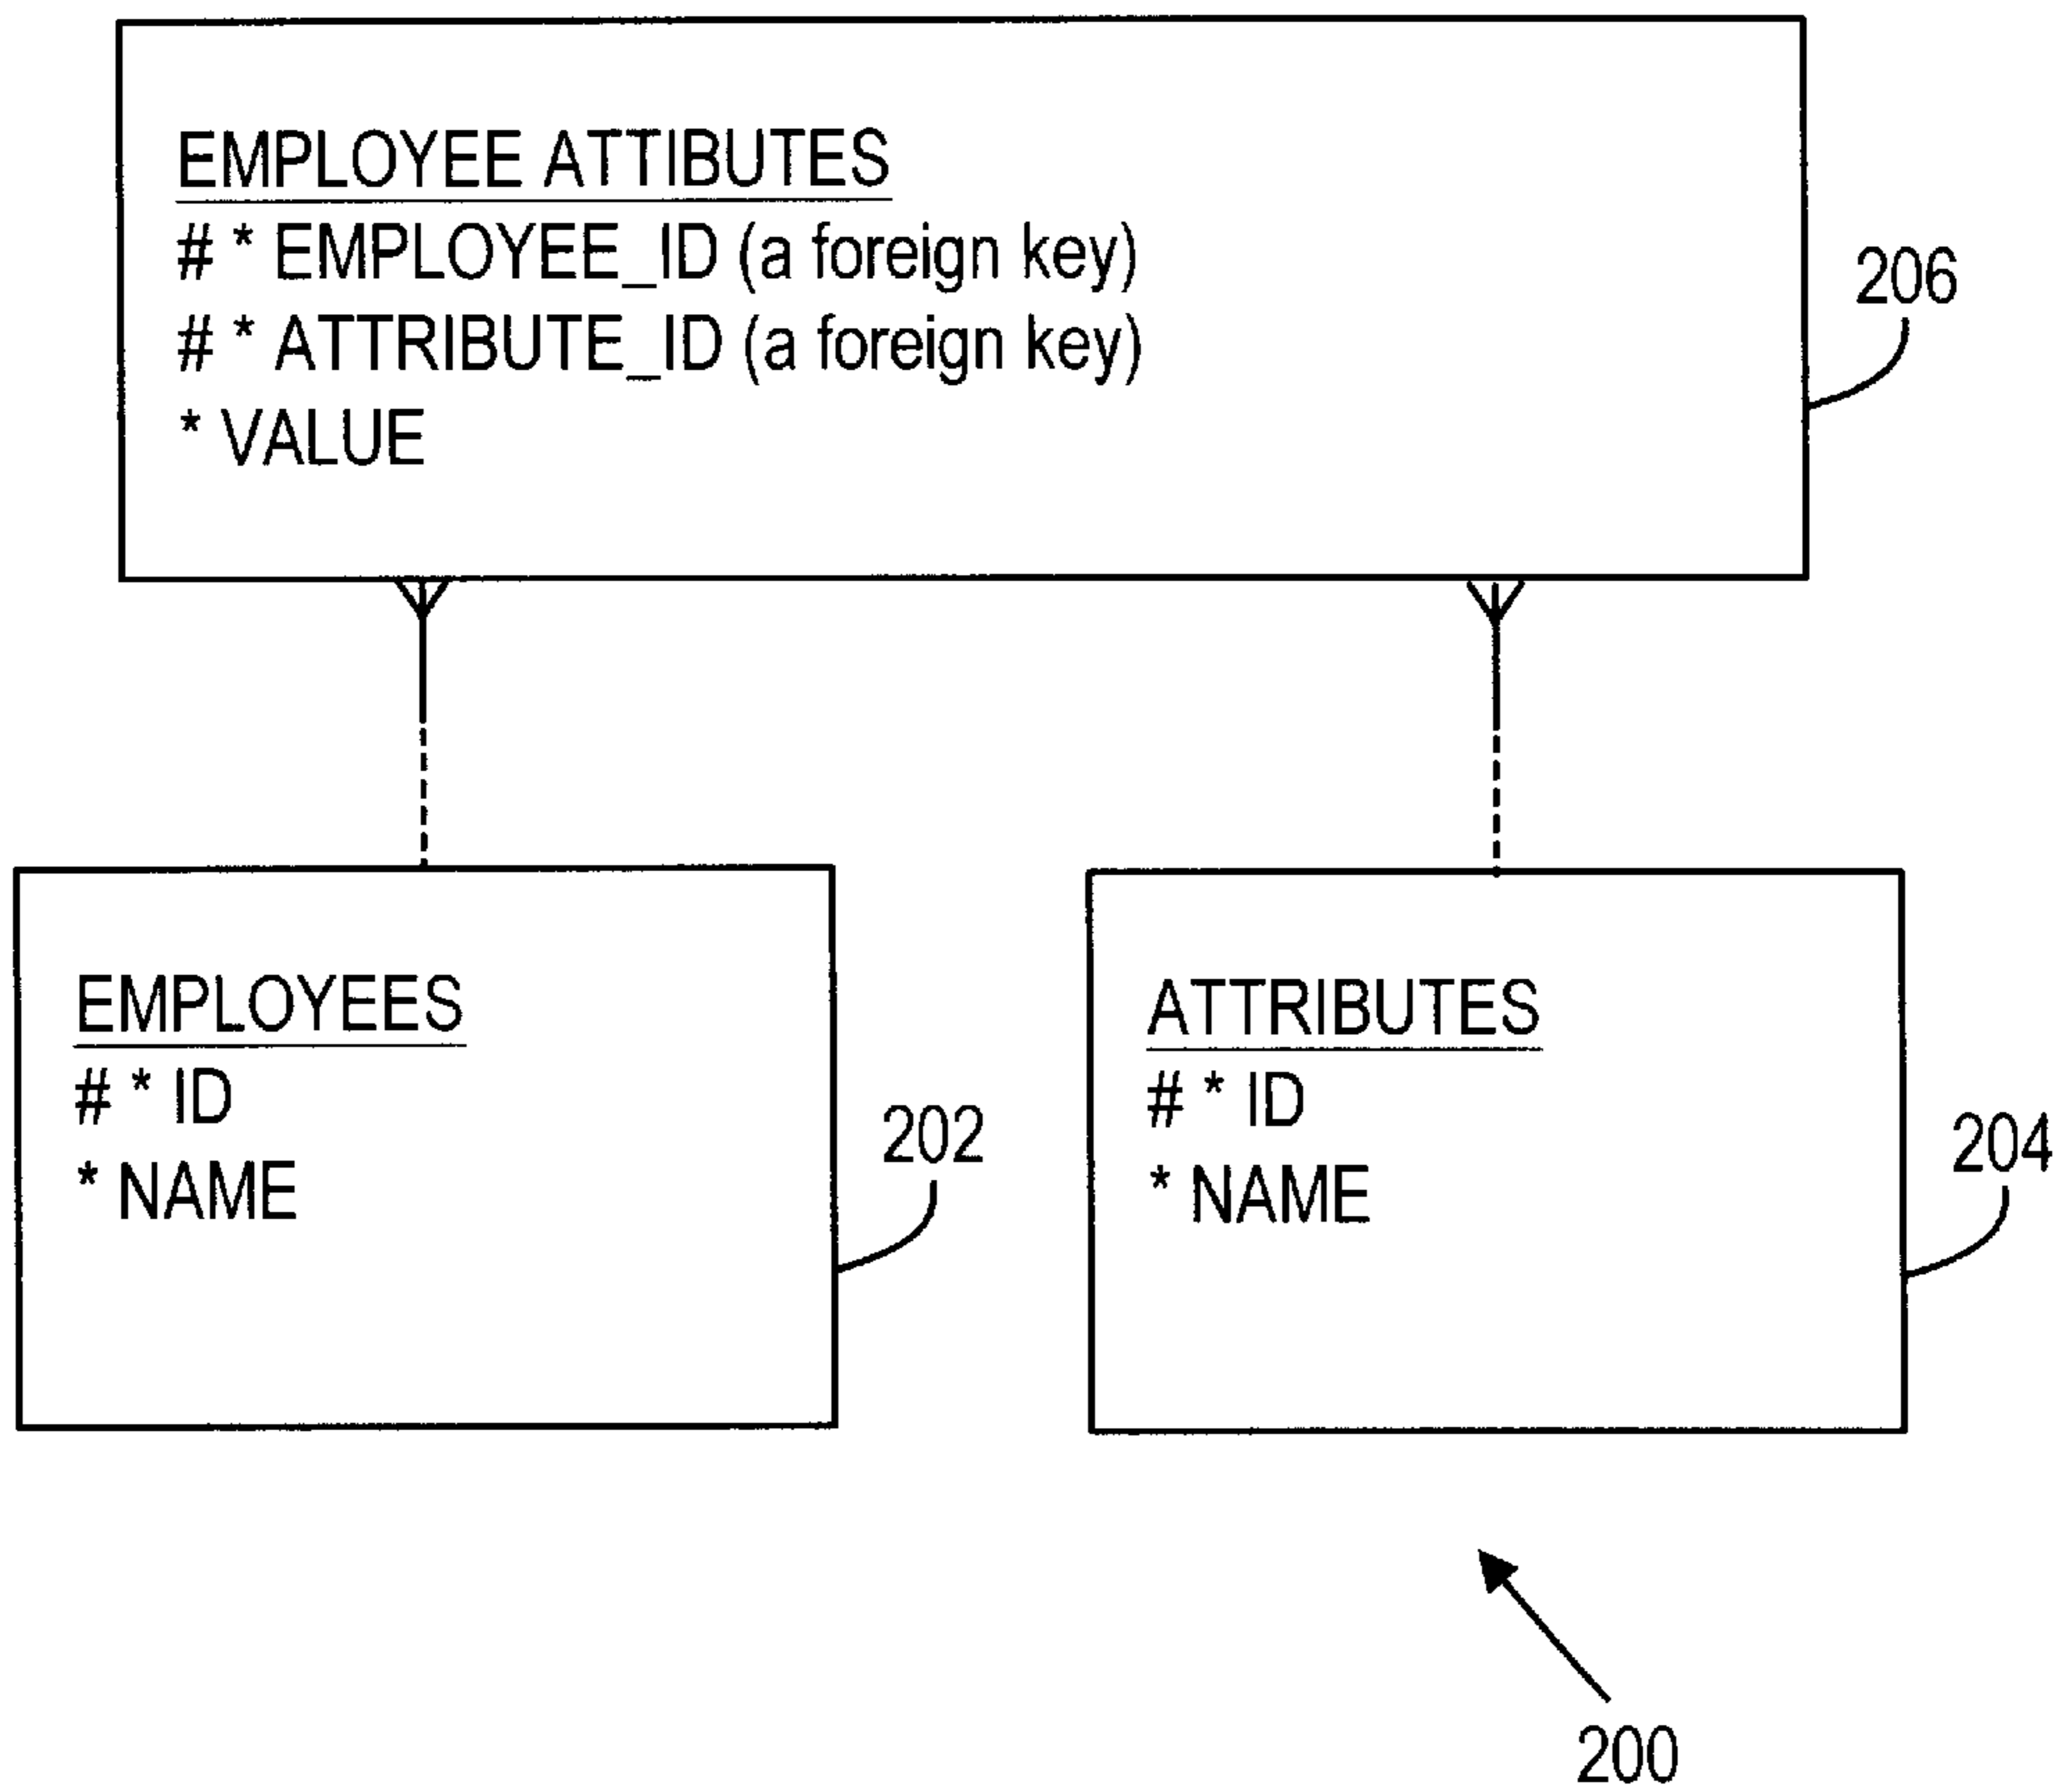 EMPLOYEE ATTIBUTES
# * EMPLOYEE_ID (a foreign key)
# * ATTRIBUTE_ID (a foreign key)
* VALUE
206
EMPLOYEES
# * ID
* NAME
202
ATTRIBUTES
# * ID
* NAME
204
200